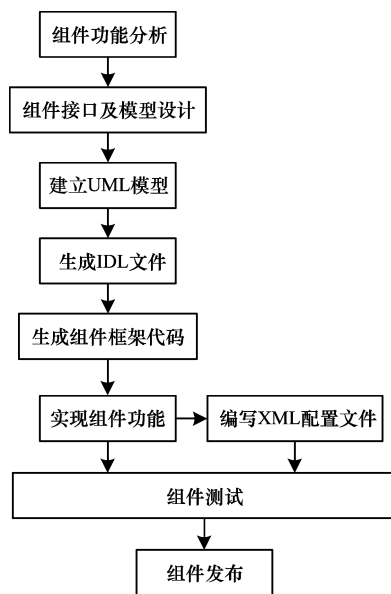 组件功能分析
组件接口及模型设计
建立UML模型
生成IDL文件
生成组件框架代码
实现组件功能
编写XML配置文件
组件测试
组件发布